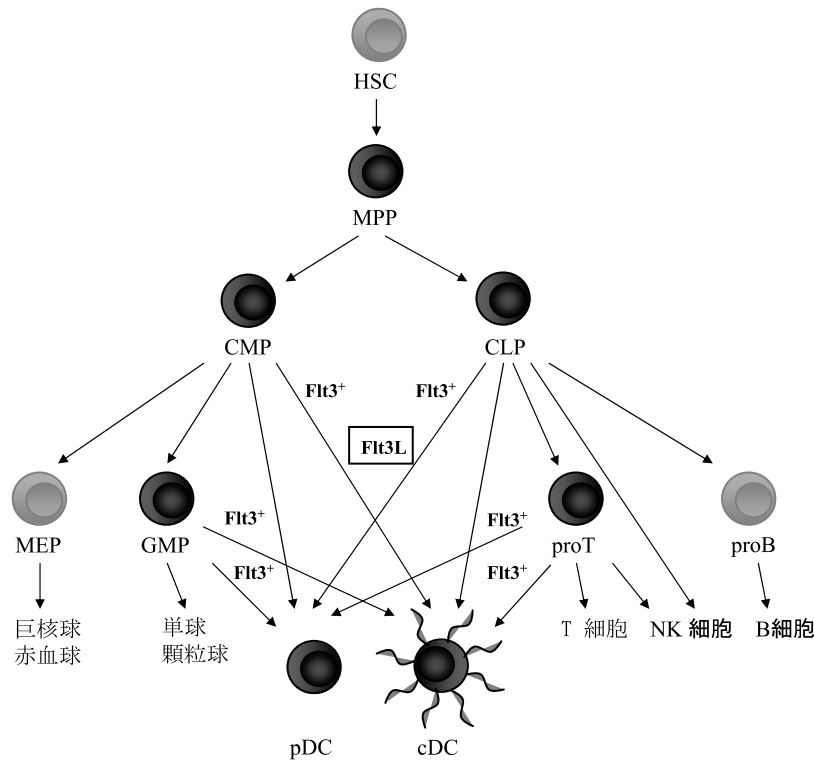 HSC
MPP
CMP
CLP
Flt3+
Flt3+
Flt3L
MEP
GMP
Flt3+
Flt3+
proT
proB
Flt3+
Flt3+
巨核球
赤血球
単球
顆粒球
T 細胞
NK 細胞
B細胞
pDC
cDC